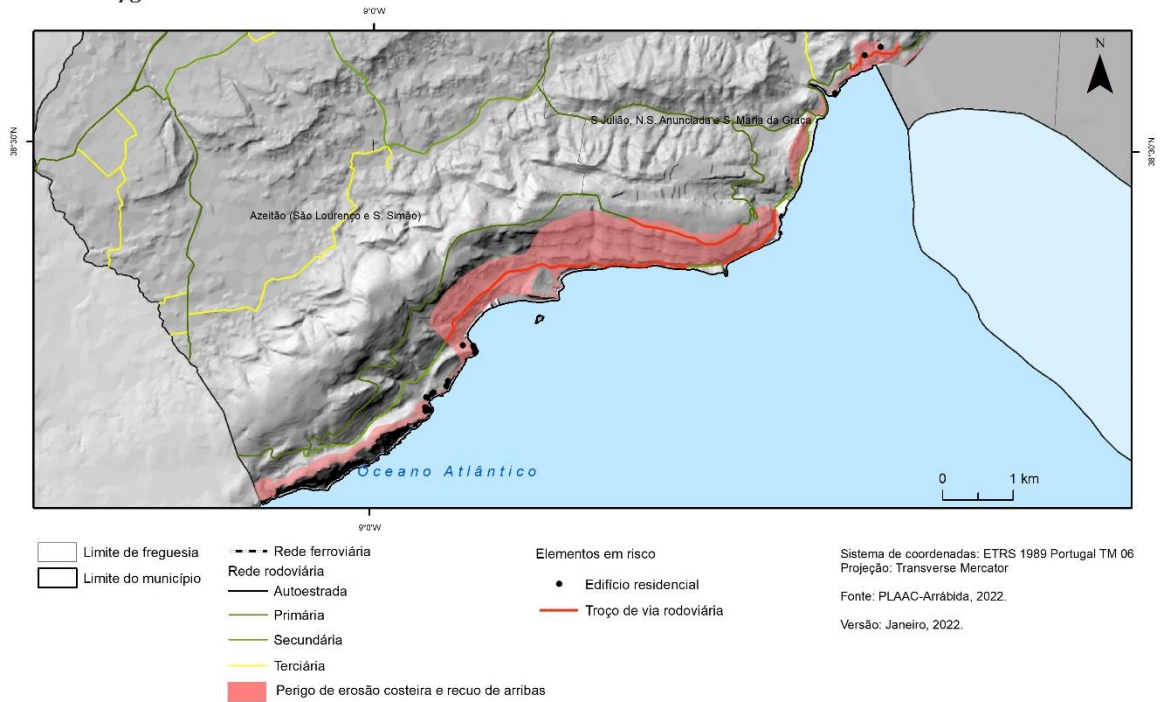 9°0'W
N
38°30'N
38°30'N
S Julião, N.S. Anunciada e S. Maria da Graça
Azeitão (São Lourenço e S. Simão)
Oceano Atlântico
0 1 km
9°0'W
Limite de freguesia
Limite do município
Rede ferroviária
Rede rodoviária
Autoestrada
Primária
Secundária
Terciária
Perigo de erosão costeira e recuo de arribas
Elementos em risco
Edifício residencial
Troço de via rodoviária
Sistema de coordenadas: ETRS 1989 Portugal TM 06
Projeção: Transverse Mercator
Fonte: PLAAC-Arrábida, 2022.
Versão: Janeiro, 2022.